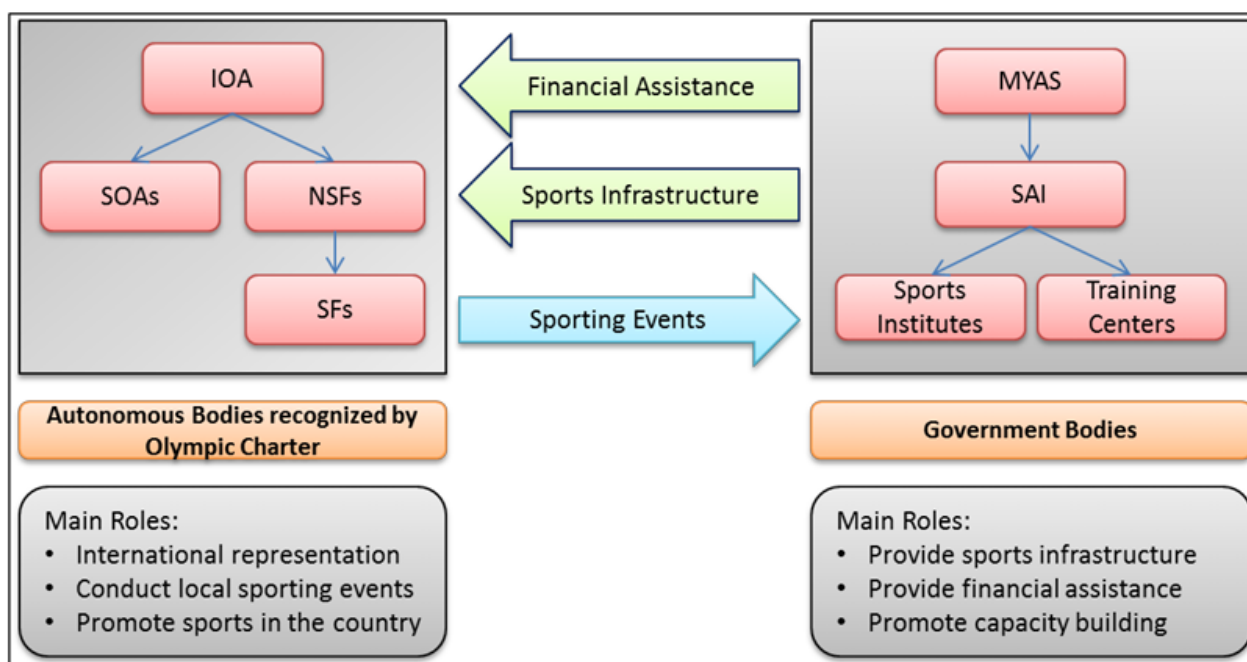 IOA
SOAs
NSFs
SFs
Financial Assistance
Sports Infrastructure
Sporting Events
MYAS
SAI
Sports
Institutes
Training
Centers
Autonomous Bodies recognized by
Olympic Charter
Government Bodies
Main Roles:
• International representation
• Conduct local sporting events
• Promote sports in the country
Main Roles:
• Provide sports infrastructure
• Provide financial assistance
• Promote capacity building